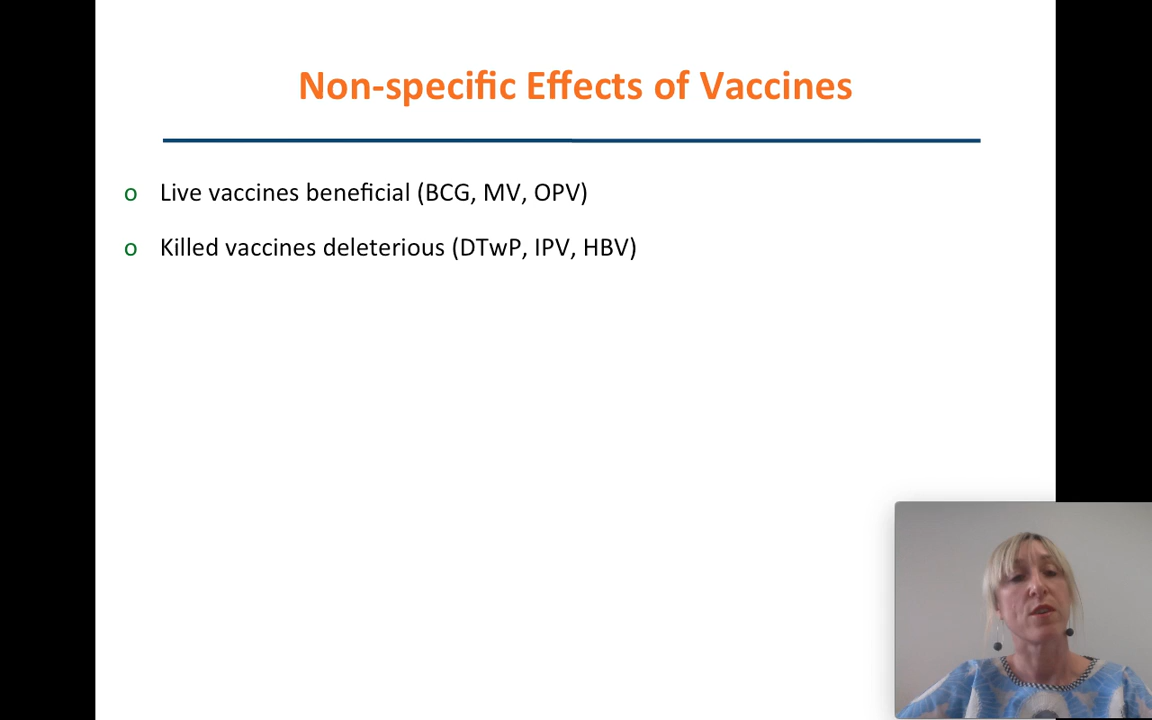 Non-specific Effects of Vaccines
o Live vaccines beneficial (BCG, MV, OPV)
o Killed vaccines deleterious (DTwP, IPV, HBV)